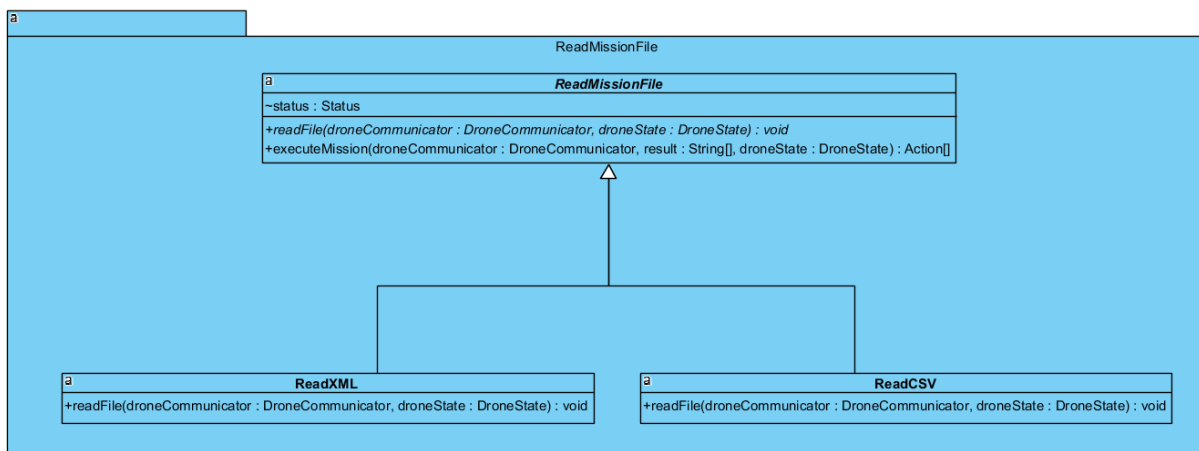 a
ReadMissionFile
a
ReadMissionFile
~status : Status
+readFile(droneCommunicator : DroneCommunicator, droneState : DroneState) : void
+executeMission(droneCommunicator : DroneCommunicator, result : String[], droneState : DroneState) : Action[]
a
ReadXML
+readFile(droneCommunicator : DroneCommunicator, droneState : DroneState) : void
a
ReadCSV
+readFile(droneCommunicator : DroneCommunicator, droneState : DroneState) : void